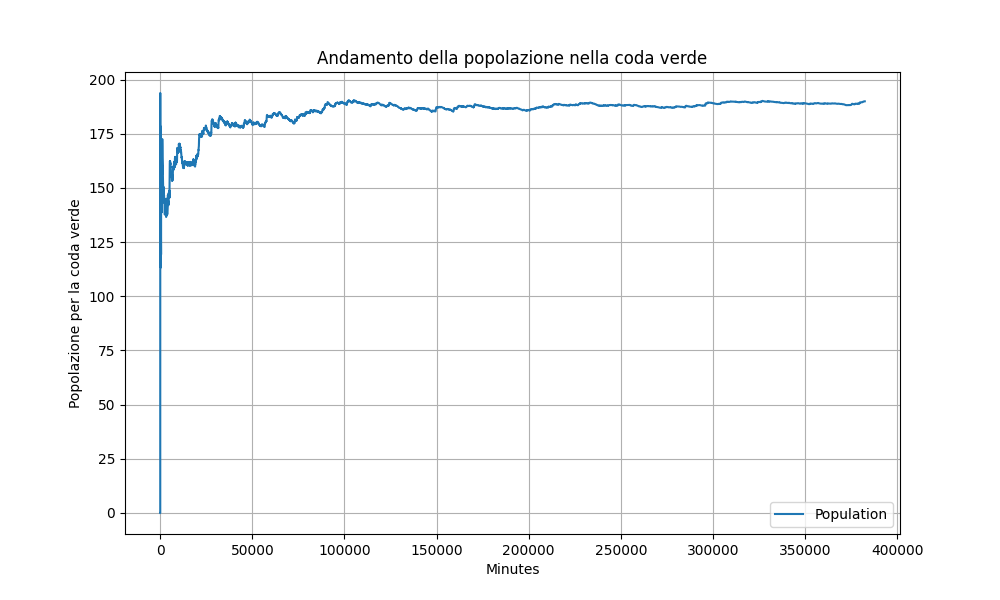 Andamento della popolazione nella coda verde
Popolazione per la coda verde
200
175
150
125
100
75
50
25
0
Population
0 50000 100000 150000 200000 250000 300000 350000 400000
Minutes